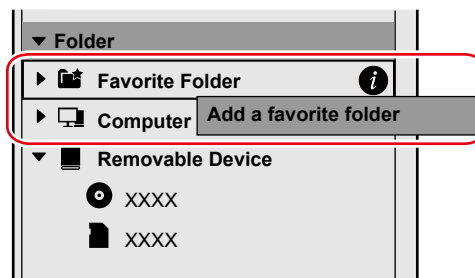 Folder
Favorite Folder
Computer
Add a favorite folder
Removable Device
XXXX
XXXX